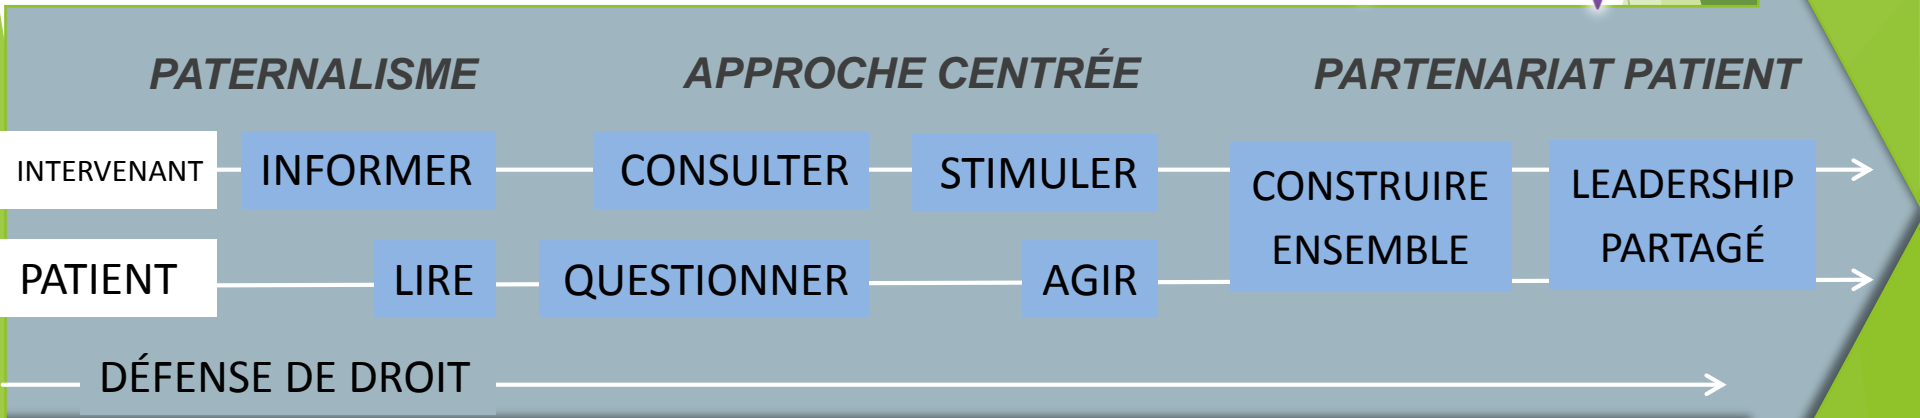 PATERNALISME
APPROCHE CENTRÉE
PARTENARIAT PATIENT
INTERVENANT
INFORMER
CONSULTER
STIMULER
CONSTRUIRE
ENSEMBLE
LEADERSHIP
PARTAGÉ
PATIENT
LIRE
QUESTIONNER
AGIR
DÉFENSE DE DROIT